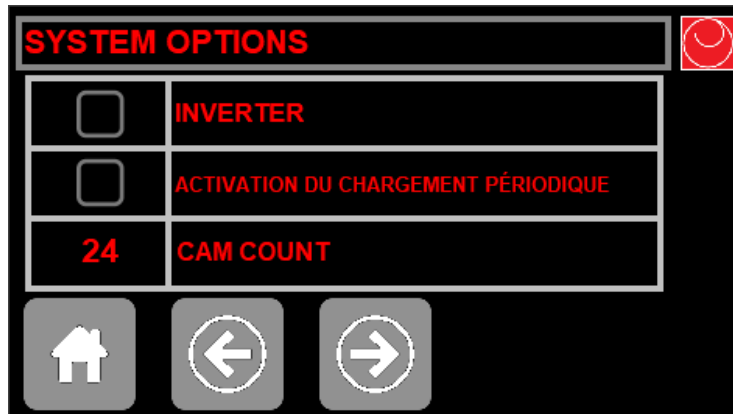 SYSTEM OPTIONS
INVERTER
ACTIVATION DU CHARGEMENT PÉRIODIQUE
24 CAM COUNT